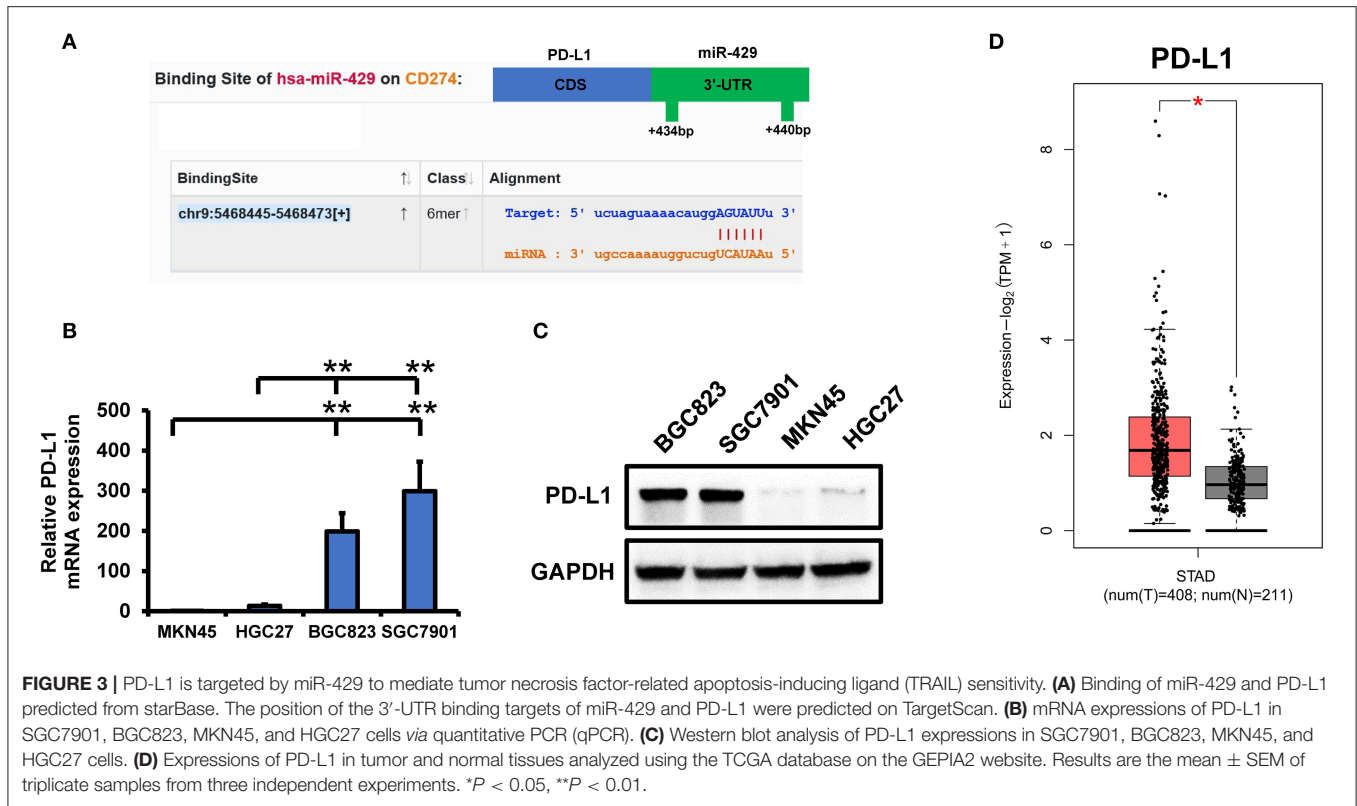 A
PD-L1 miR-429
Binding Site of hsa-miR-429 on CD274:
CDS 3'-UTR
+434bp +440bp
BindingSite ↑↓ Class↑↓ Alignment
chr9:5468445-5468473[+] ↑ 6mer ↑ Target: 5' ucuaguaaaacauggAGUAUUu 3'
||||||
miRNA : 3' ugccaaaauggucugUCAUAAu 5'
B
** **
** **
Relative PD-L1
mRNA expression
500
400
300
200
100
0
MKN45 HGC27 BGC823 SGC7901
C
BGC823 SGC7901 MKN45 HGC27
PD-L1
GAPDH
D
PD-L1
*
Expression−log2 (TPM + 1)
8
6
4
2
0
STAD
(num(T)=408; num(N)=211)
FIGURE 3 | PD-L1 is targeted by miR-429 to mediate tumor necrosis factor-related apoptosis-inducing ligand (TRAIL) sensitivity. (A) Binding of miR-429 and PD-L1
predicted from starBase. The position of the 3′-UTR binding targets of miR-429 and PD-L1 were predicted on TargetScan. (B) mRNA expressions of PD-L1 in
SGC7901, BGC823, MKN45, and HGC27 cells via quantitative PCR (qPCR). (C) Western blot analysis of PD-L1 expressions in SGC7901, BGC823, MKN45, and
HGC27 cells. (D) Expressions of PD-L1 in tumor and normal tissues analyzed using the TCGA database on the GEPIA2 website. Results are the mean ± SEM of
triplicate samples from three independent experiments. *P < 0.05, **P < 0.01.